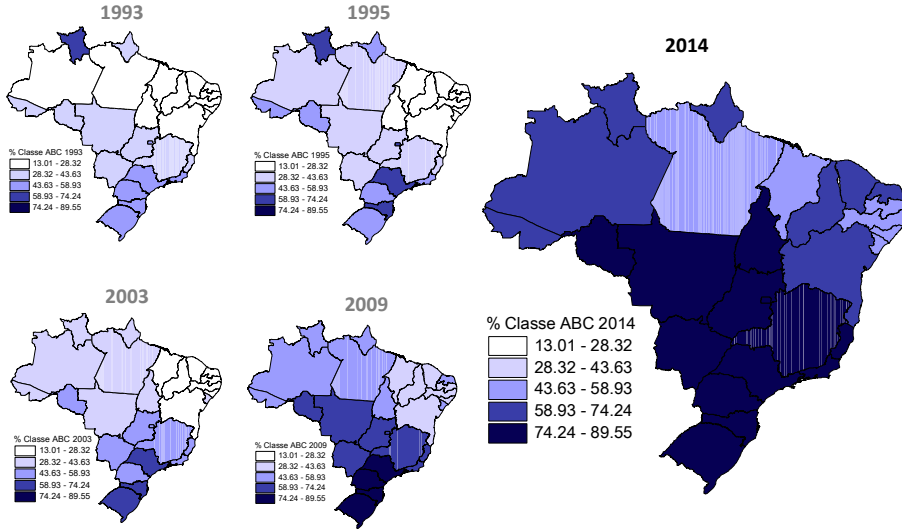 1993
% Classe ABC 1993
13.01 - 28.32
28.32 - 43.63
43.63 - 58.93
58.93 - 74.24
74.24 - 89.55
1995
% Classe ABC 1995
13.01 - 28.32
28.32 - 43.63
43.63 - 58.93
58.93 - 74.24
74.24 - 89.55
2003
% Classe ABC 2003
13.01 - 28.32
28.32 - 43.63
43.63 - 58.93
58.93 - 74.24
74.24 - 89.55
2009
% Classe ABC 2009
13.01 - 28.32
28.32 - 43.63
43.63 - 58.93
58.93 - 74.24
74.24 - 89.55
2014
% Classe ABC 2014
13.01 - 28.32
28.32 - 43.63
43.63 - 58.93
58.93 - 74.24
74.24 - 89.55